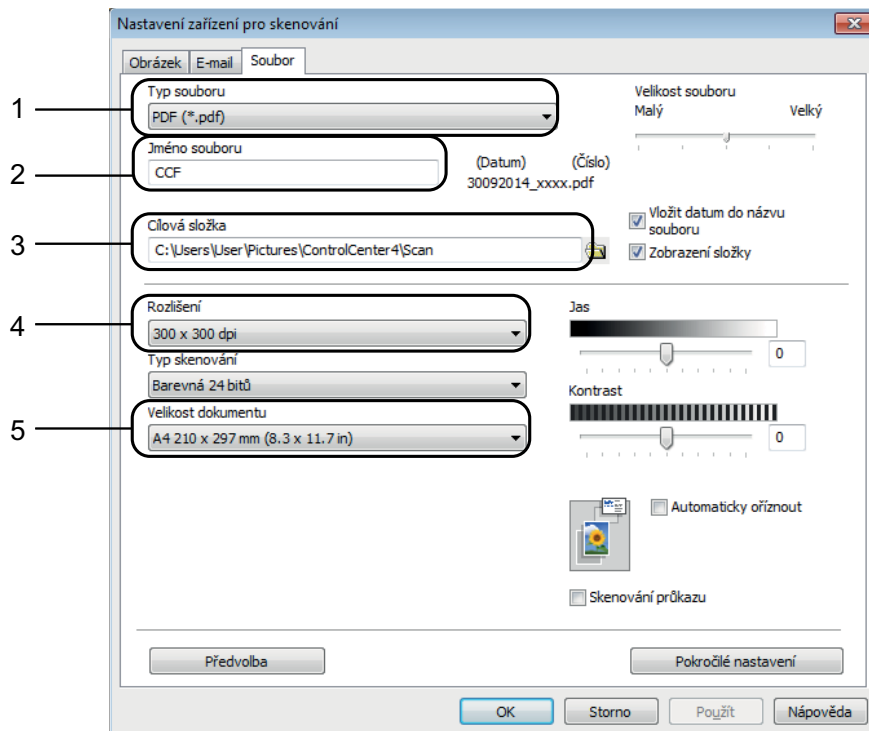 Nastavení zařízení pro skenování
Obrázek E-mail Soubor
1
Typ souboru
PDF (*.pdf)
Velikost souboru
Malý Velký
2
Jméno souboru
CCF
(Datum) (Číslo)
30092014_xxxx.pdf
3
Cílová složka
C:\Users\User\Pictures\ControlCenter4\Scan
Vložit datum do názvu
souboru
Zobrazení složky
4
Rozlišení
300 x 300 dpi
Jas
0
Typ skenování
Barevná 24 bitů
Kontrast
0
5
Velikost dokumentu
A4 210 x 297 mm (8.3 x 11.7 in)
Automaticky oříznout
Skenování průkazu
Předvolba
Pokročilé nastavení
OK Storno Použít Nápověda